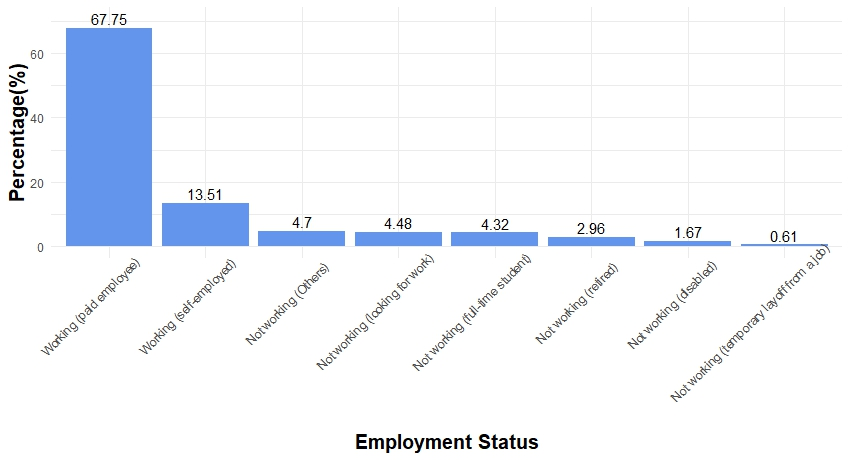 Percentage(%)
60
40
20
0
67.75
13.51
4.7
4.48
4.32
2.96
1.67
0.61
Working (paid employee)
Working (self-employed)
Not working (Others)
Not working (looking for work)
Not working (full-time student)
Not working (retired)
Not working (disabled)
Not working (temporary layoff from a job)
Employment Status